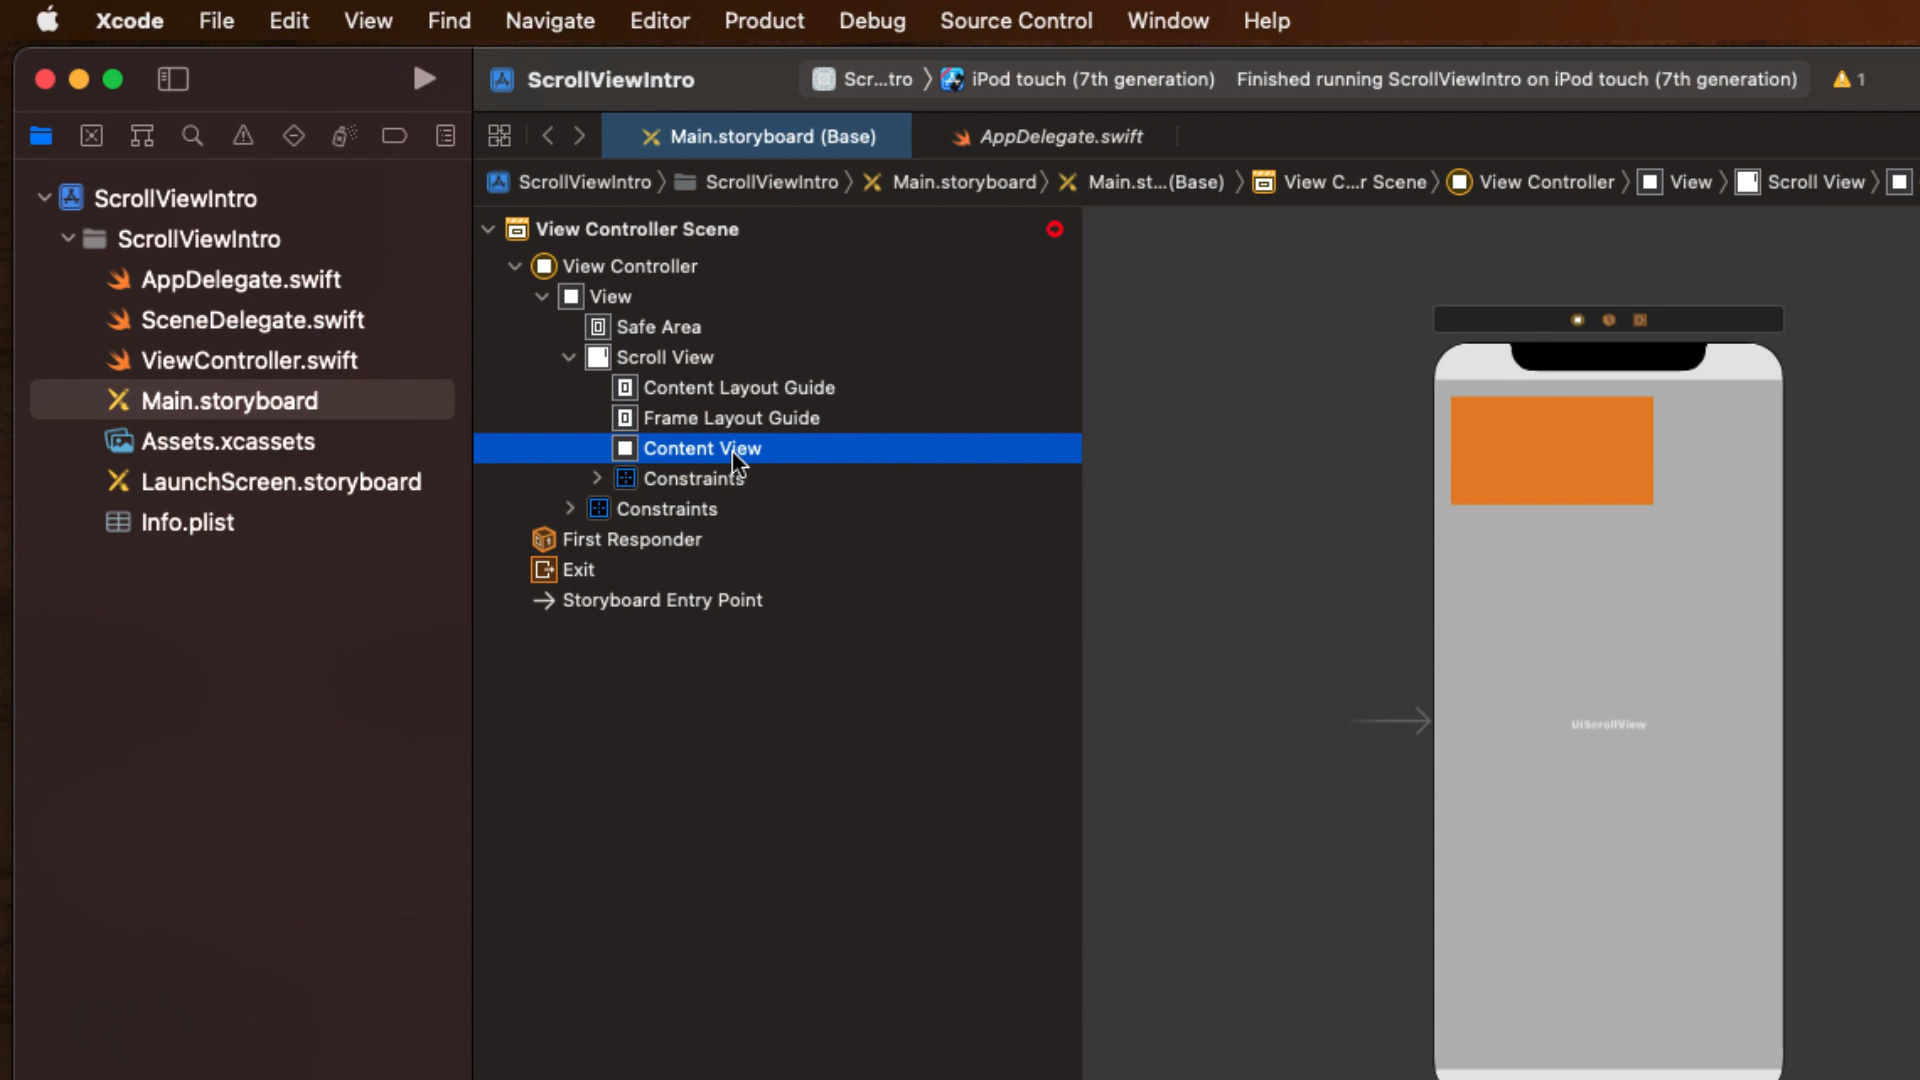 Xcode File Edit View Find Navigate Editor Product Debug Source Control Window Help
ScrollViewIntro Scr...tro iPod touch (7th generation) Finished running ScrollViewIntro on iPod touch (7th generation) 1
Main.storyboard (Base) AppDelegate.swift
ScrollViewIntro ScrollViewIntro Main.storyboard Main.st...(Base) View C...r Scene View Controller View Scroll View
ScrollViewIntro
ScrollViewIntro
AppDelegate.swift
SceneDelegate.swift
ViewController.swift
Main.storyboard
Assets.xcassets
LaunchScreen.storyboard
Info.plist
View Controller Scene
View Controller
View
Safe Area
Scroll View
Content Layout Guide
Frame Layout Guide
Content View
Constraints
Constraints
First Responder
Exit
Storyboard Entry Point
UIScrollView